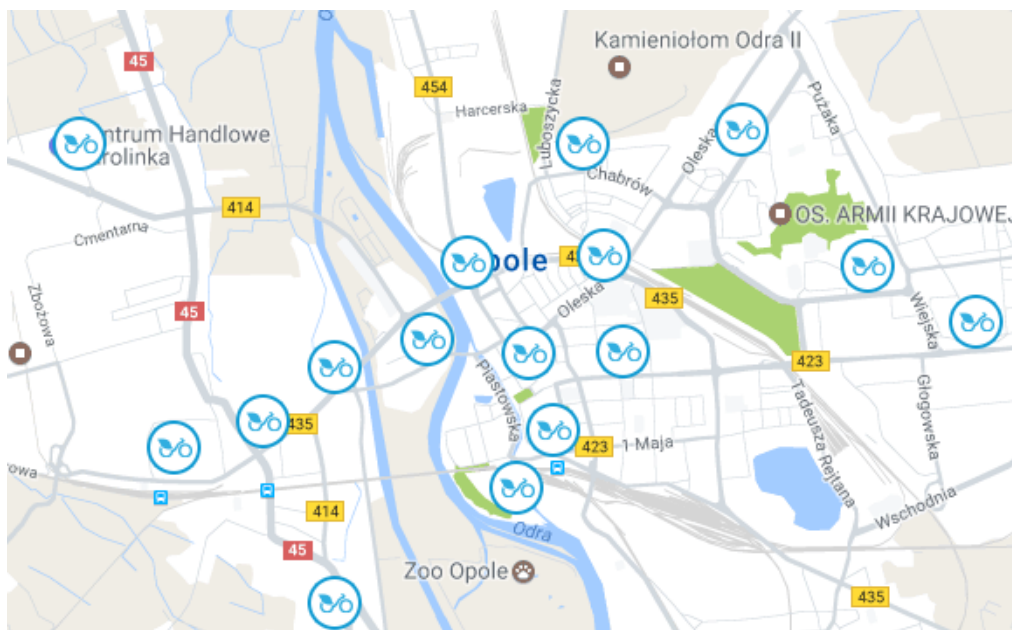 Kamieniołom Odra II
45
454
Harcerska
Luboszycka
Oleska
Pużaka
ntrum Handlowe
rolinka
Chabrów
414
OS. ARMII KRAJOWEJ
Cmentarna
pole
Zbożowa
45
Oleska
435
Wiejska
Piastowska
423
Głogowska
Tadeusza Rejtana
435
423
1 Maja
owa
414
Wschodnia
Odra
45
Zoo Opole
435